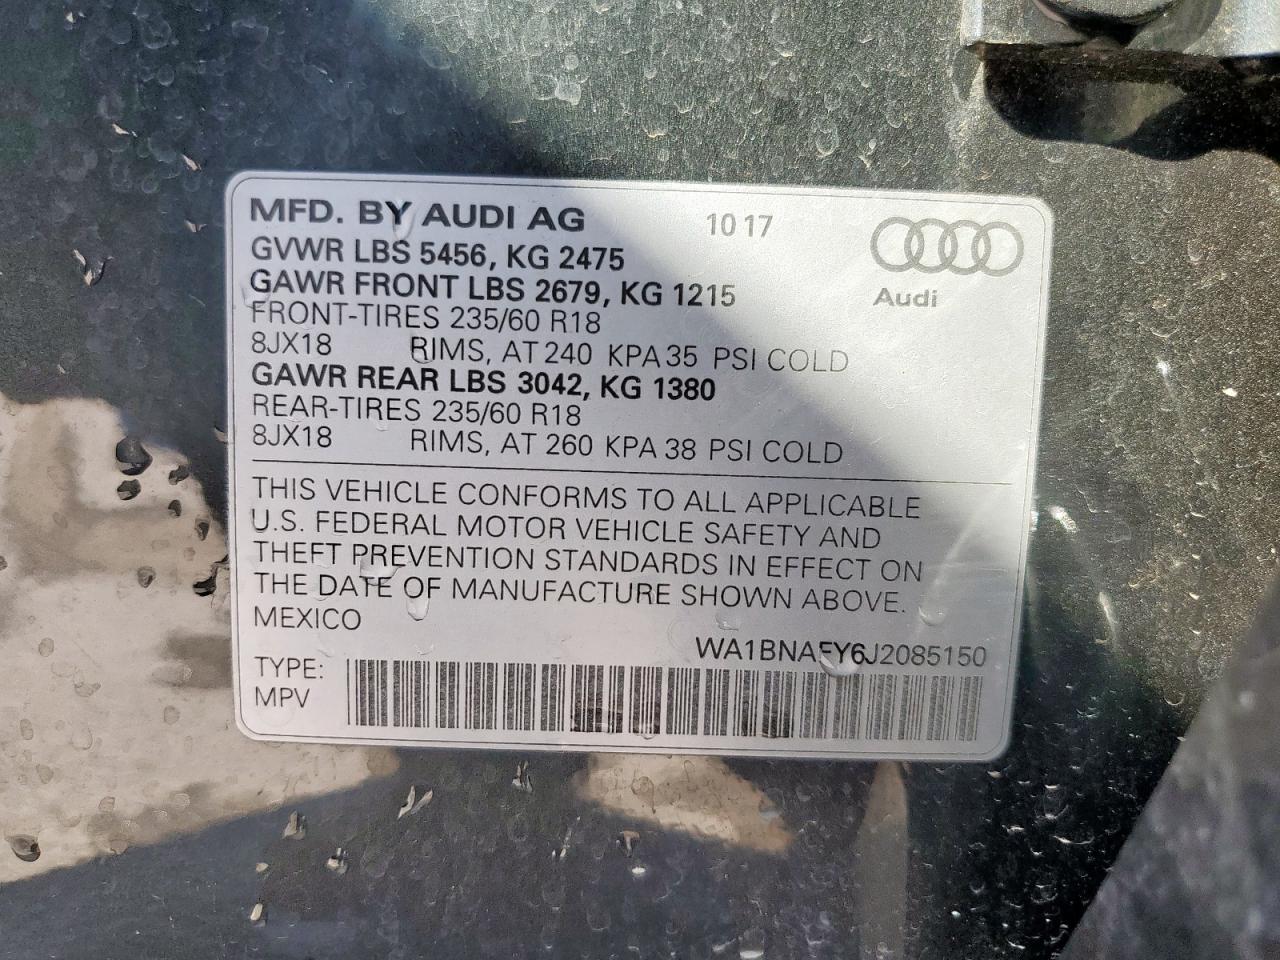 MFD. BY AUDI AG 10 17
GVWR LBS 5456, KG 2475
GAWR FRONT LBS 2679, KG 1215
Audi
FRONT-TIRES 235/60 R18
8JX18 RIMS, AT 240 KPA 35 PSI COLD
GAWR REAR LBS 3042, KG 1380
REAR-TIRES 235/60 R18
8JX18 RIMS, AT 260 KPA 38 PSI COLD
THIS VEHICLE CONFORMS TO ALL APPLICABLE
U.S. FEDERAL MOTOR VEHICLE SAFETY AND
THEFT PREVENTION STANDARDS IN EFFECT ON
THE DATE OF MANUFACTURE SHOWN ABOVE.
MEXICO
WA1BNAFY6J2085150
TYPE:
MPV